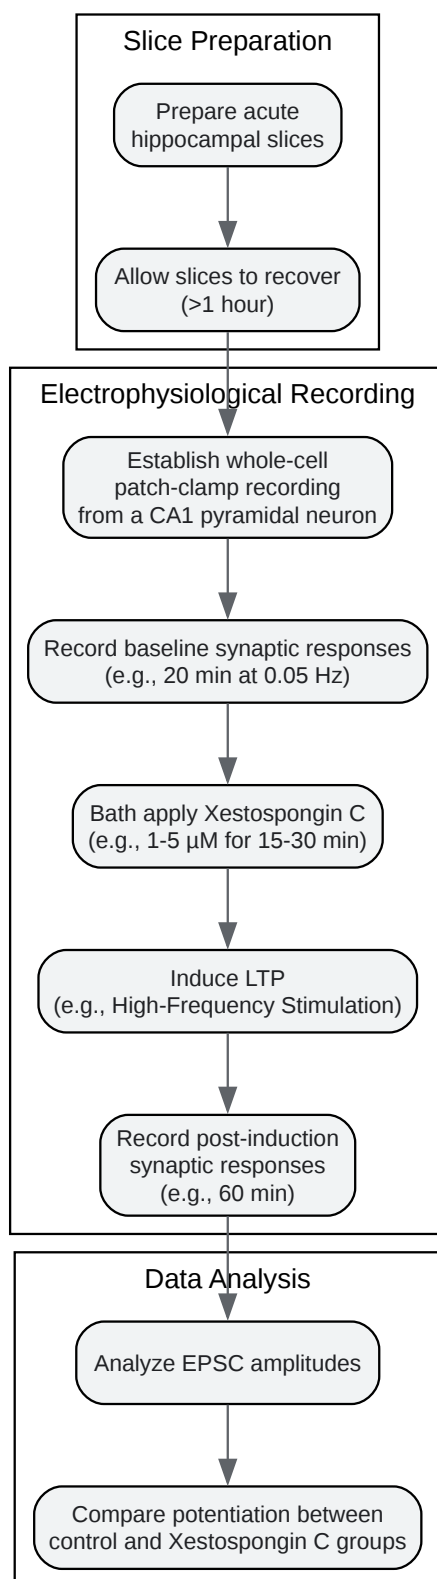 Slice Preparation
Prepare acute
hippocampal slices
Allow slices to recover
(>1 hour)
Electrophysiological Recording
Establish whole-cell
patch-clamp recording
from a CA1 pyramidal neuron
Record baseline synaptic responses
(e.g., 20 min at 0.05 Hz)
Bath apply Xestospongin C
(e.g., 1-5 µM for 15-30 min)
Induce LTP
(e.g., High-Frequency Stimulation)
Record post-induction
synaptic responses
(e.g., 60 min)
Data Analysis
Analyze EPSC amplitudes
Compare potentiation between
control and Xestospongin C groups